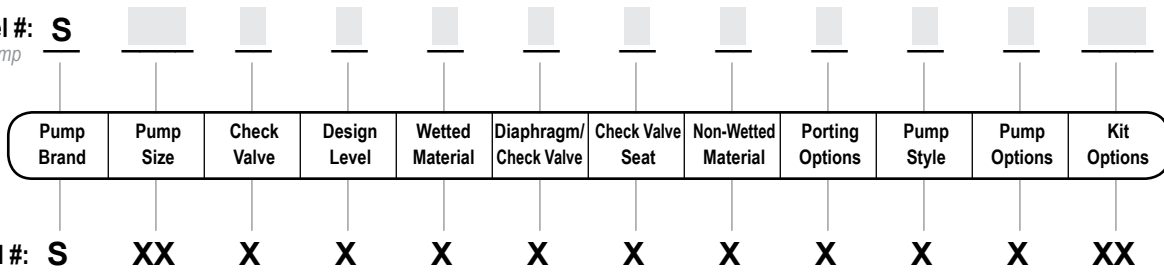 el #: S
mp
Pump Brand Pump Size Check Valve Design Level Wetted Material Diaphragm/ Check Valve Check Valve Seat Non-Wetted Material Porting Options Pump Style Pump Options Kit Options
l #: S XX X X X X X X X X X XX